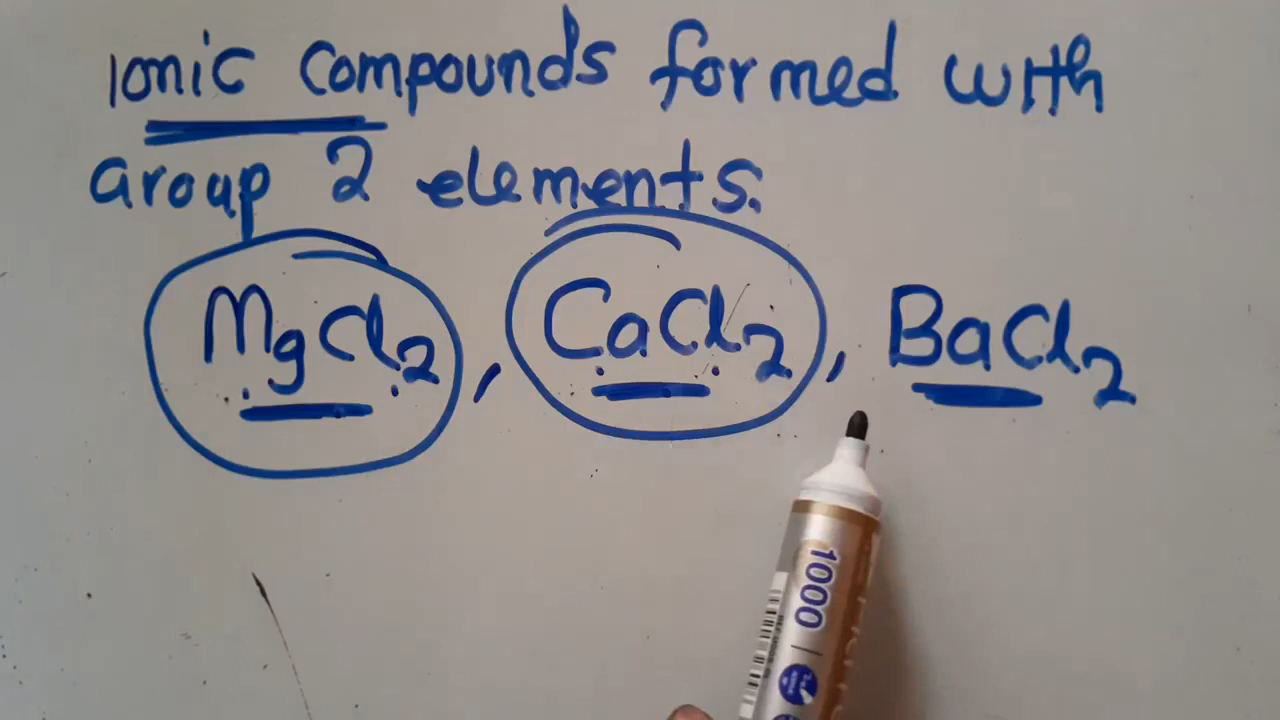 Ionic compounds formed with
Group 2 elements.
MgCl₂, CaCl₂, BaCl₂
1000